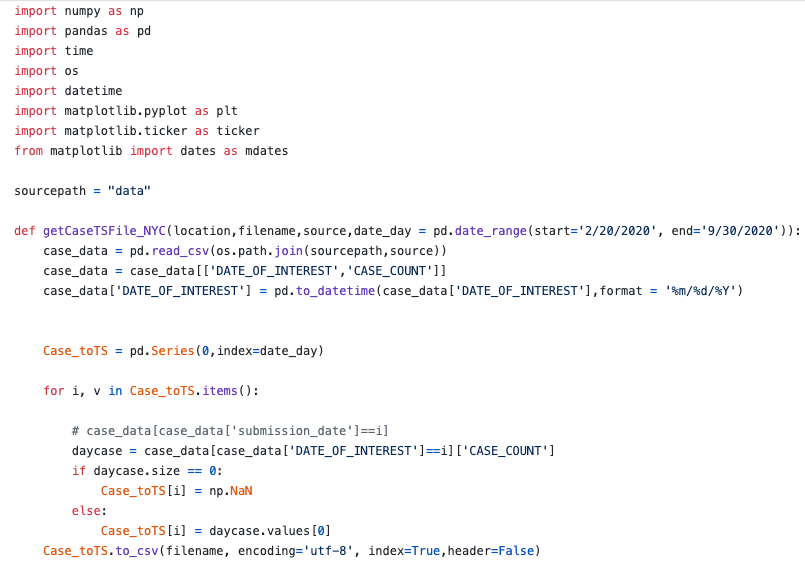 import numpy as np
import pandas as pd
import time
import os
import datetime
import matplotlib.pyplot as plt
import matplotlib.ticker as ticker
from matplotlib import dates as mdates
sourcepath = "data"
def getCaseTSFile_NYC(location,filename,source,date_day = pd.date_range(start='2/20/2020', end='9/30/2020')):
    case_data = pd.read_csv(os.path.join(sourcepath,source))
    case_data = case_data[['DATE_OF_INTEREST','CASE_COUNT']]
    case_data['DATE_OF_INTEREST'] = pd.to_datetime(case_data['DATE_OF_INTEREST'],format = '%m/%d/%Y')
    Case_toTS = pd.Series(0,index=date_day)
    for i, v in Case_toTS.items():
        # case_data[case_data['submission_date']==i]
        daycase = case_data[case_data['DATE_OF_INTEREST']==i]['CASE_COUNT']
        if daycase.size == 0:
            Case_toTS[i] = np.NaN
        else:
            Case_toTS[i] = daycase.values[0]
    Case_toTS.to_csv(filename, encoding='utf-8', index=True,header=False)